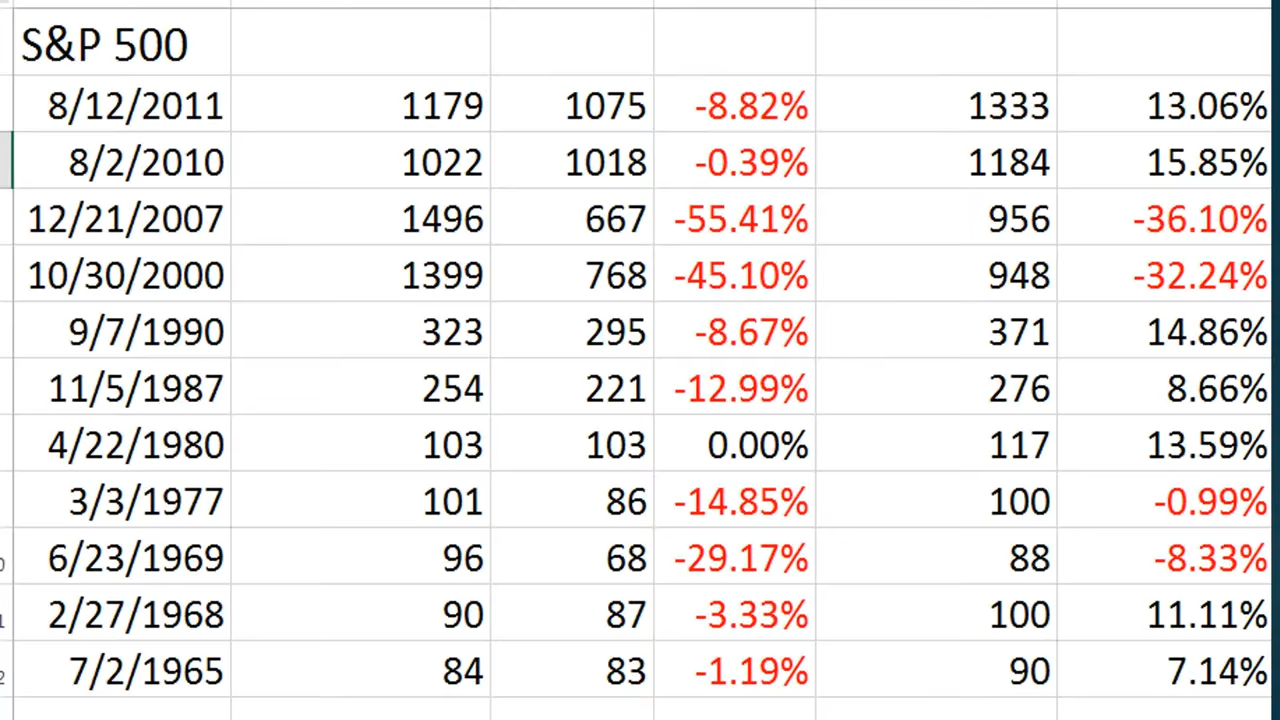 S&P 500
8/12/2011 1179 1075 -8.82% 1333 13.06%
8/2/2010 1022 1018 -0.39% 1184 15.85%
12/21/2007 1496 667 -55.41% 956 -36.10%
10/30/2000 1399 768 -45.10% 948 -32.24%
9/7/1990 323 295 -8.67% 371 14.86%
11/5/1987 254 221 -12.99% 276 8.66%
4/22/1980 103 103 0.00% 117 13.59%
3/3/1977 101 86 -14.85% 100 -0.99%
6/23/1969 96 68 -29.17% 88 -8.33%
2/27/1968 90 87 -3.33% 100 11.11%
7/2/1965 84 83 -1.19% 90 7.14%